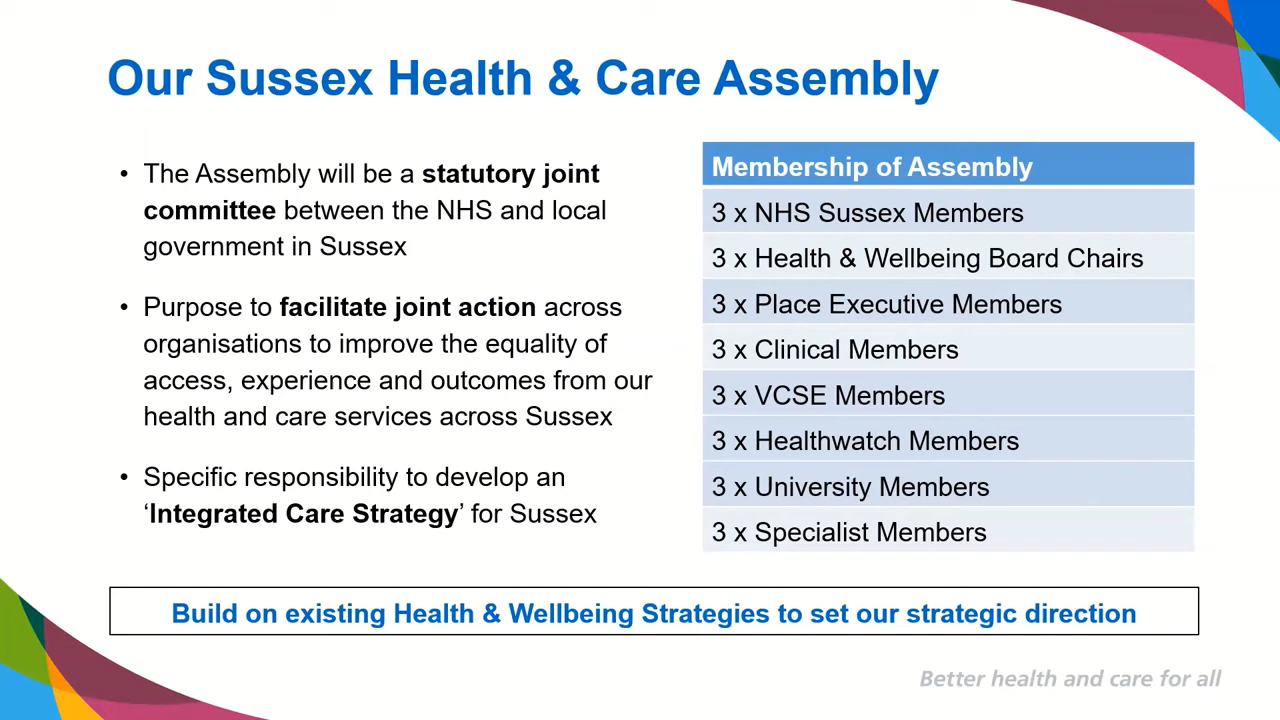 Our Sussex Health & Care Assembly
• The Assembly will be a statutory joint
committee between the NHS and local
government in Sussex
• Purpose to facilitate joint action across
organisations to improve the equality of
access, experience and outcomes from our
health and care services across Sussex
• Specific responsibility to develop an
‘Integrated Care Strategy’ for Sussex
Membership of Assembly
3 x NHS Sussex Members
3 x Health & Wellbeing Board Chairs
3 x Place Executive Members
3 x Clinical Members
3 x VCSE Members
3 x Healthwatch Members
3 x University Members
3 x Specialist Members
Build on existing Health & Wellbeing Strategies to set our strategic direction
Better health and care for all